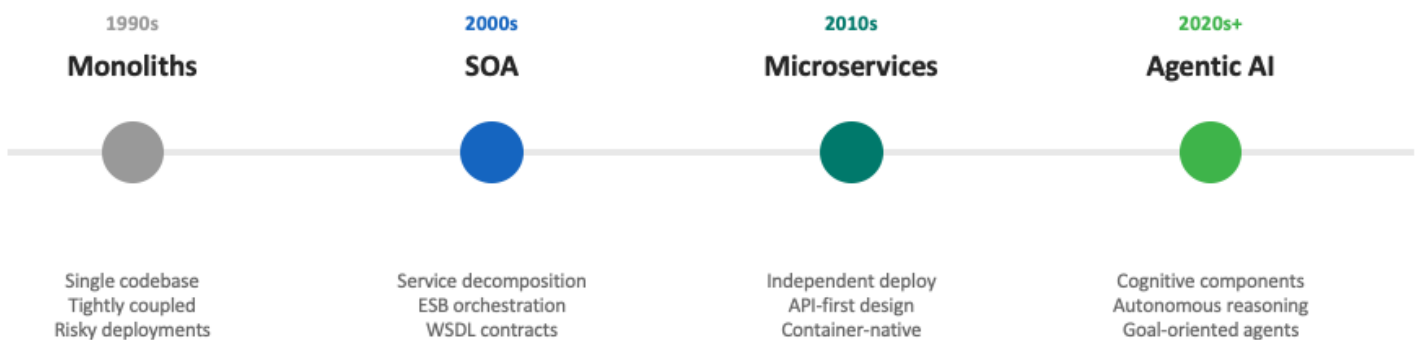 1990s
Monoliths
Single codebase
Tightly coupled
Risky deployments
2000s
SOA
Service decomposition
ESB orchestration
WSDL contracts
2010s
Microservices
Independent deploy
API-first design
Container-native
2020s+
Agentic AI
Cognitive components
Autonomous reasoning
Goal-oriented agents